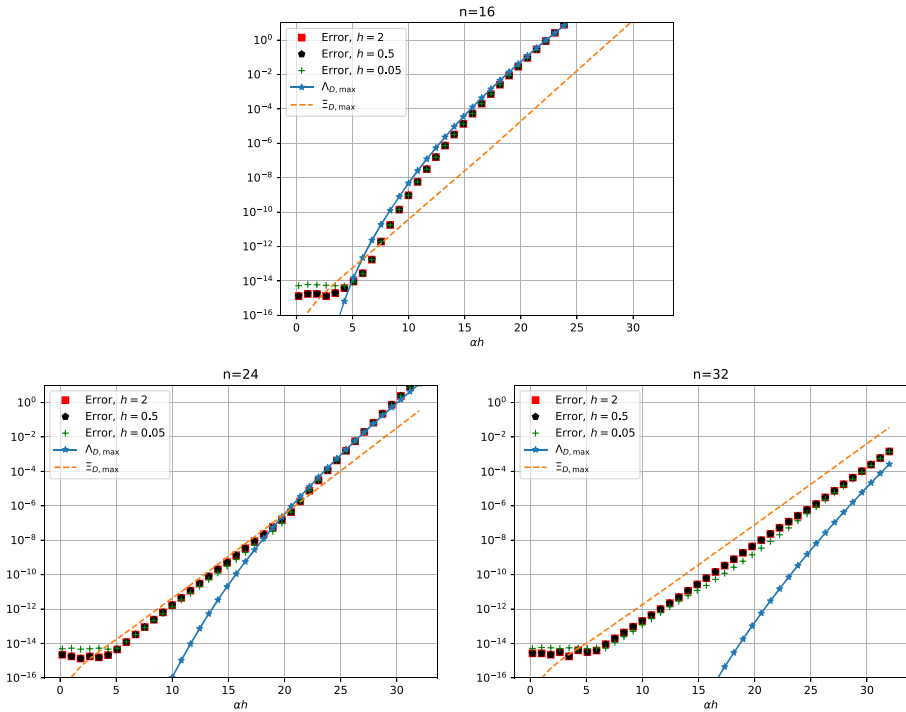 n=16
10^0
10^-2
10^-4
10^-6
10^-8
10^-10
10^-12
10^-14
10^-16
Error, h = 2
Error, h = 0.5
Error, h = 0.05
Λ_D, max
Ξ_D, max
0 5 10 15 20 25 30
αh
n=24
10^0
10^-2
10^-4
10^-6
10^-8
10^-10
10^-12
10^-14
10^-16
Error, h = 2
Error, h = 0.5
Error, h = 0.05
Λ_D, max
Ξ_D, max
0 5 10 15 20 25 30
αh
n=32
10^0
10^-2
10^-4
10^-6
10^-8
10^-10
10^-12
10^-14
10^-16
Error, h = 2
Error, h = 0.5
Error, h = 0.05
Λ_D, max
Ξ_D, max
0 5 10 15 20 25 30
αh